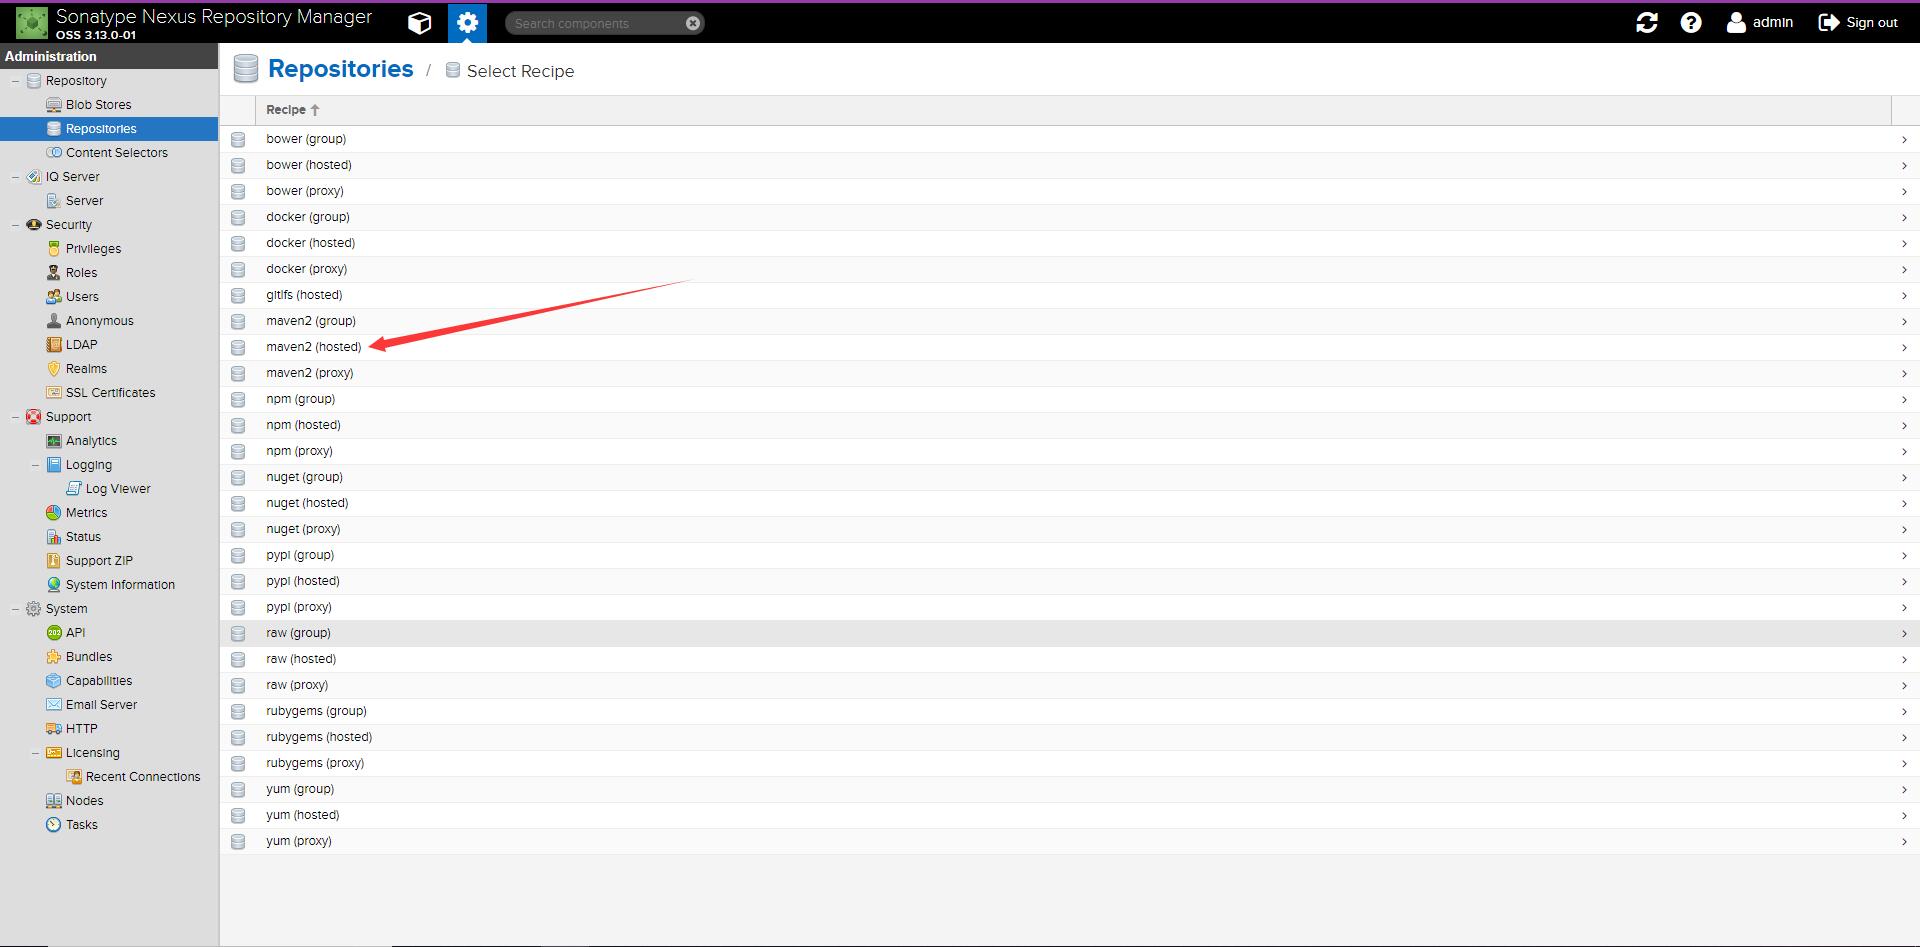 Sonatype Nexus Repository Manager
OSS 3.13.0-01
Search components
admin
Sign out
Administration
Repository
Blob Stores
Repositories
Content Selectors
IQ Server
Server
Security
Privileges
Roles
Users
Anonymous
LDAP
Realms
SSL Certificates
Support
Analytics
Logging
Log Viewer
Metrics
Status
Support ZIP
System Information
System
API
Bundles
Capabilities
Email Server
HTTP
Licensing
Recent Connections
Nodes
Tasks
Repositories / Select Recipe
Recipe
bower (group)
bower (hosted)
bower (proxy)
docker (group)
docker (hosted)
docker (proxy)
gitlfs (hosted)
maven2 (group)
maven2 (hosted)
maven2 (proxy)
npm (group)
npm (hosted)
npm (proxy)
nuget (group)
nuget (hosted)
nuget (proxy)
pypi (group)
pypi (hosted)
pypi (proxy)
raw (group)
raw (hosted)
raw (proxy)
rubygems (group)
rubygems (hosted)
rubygems (proxy)
yum (group)
yum (hosted)
yum (proxy)